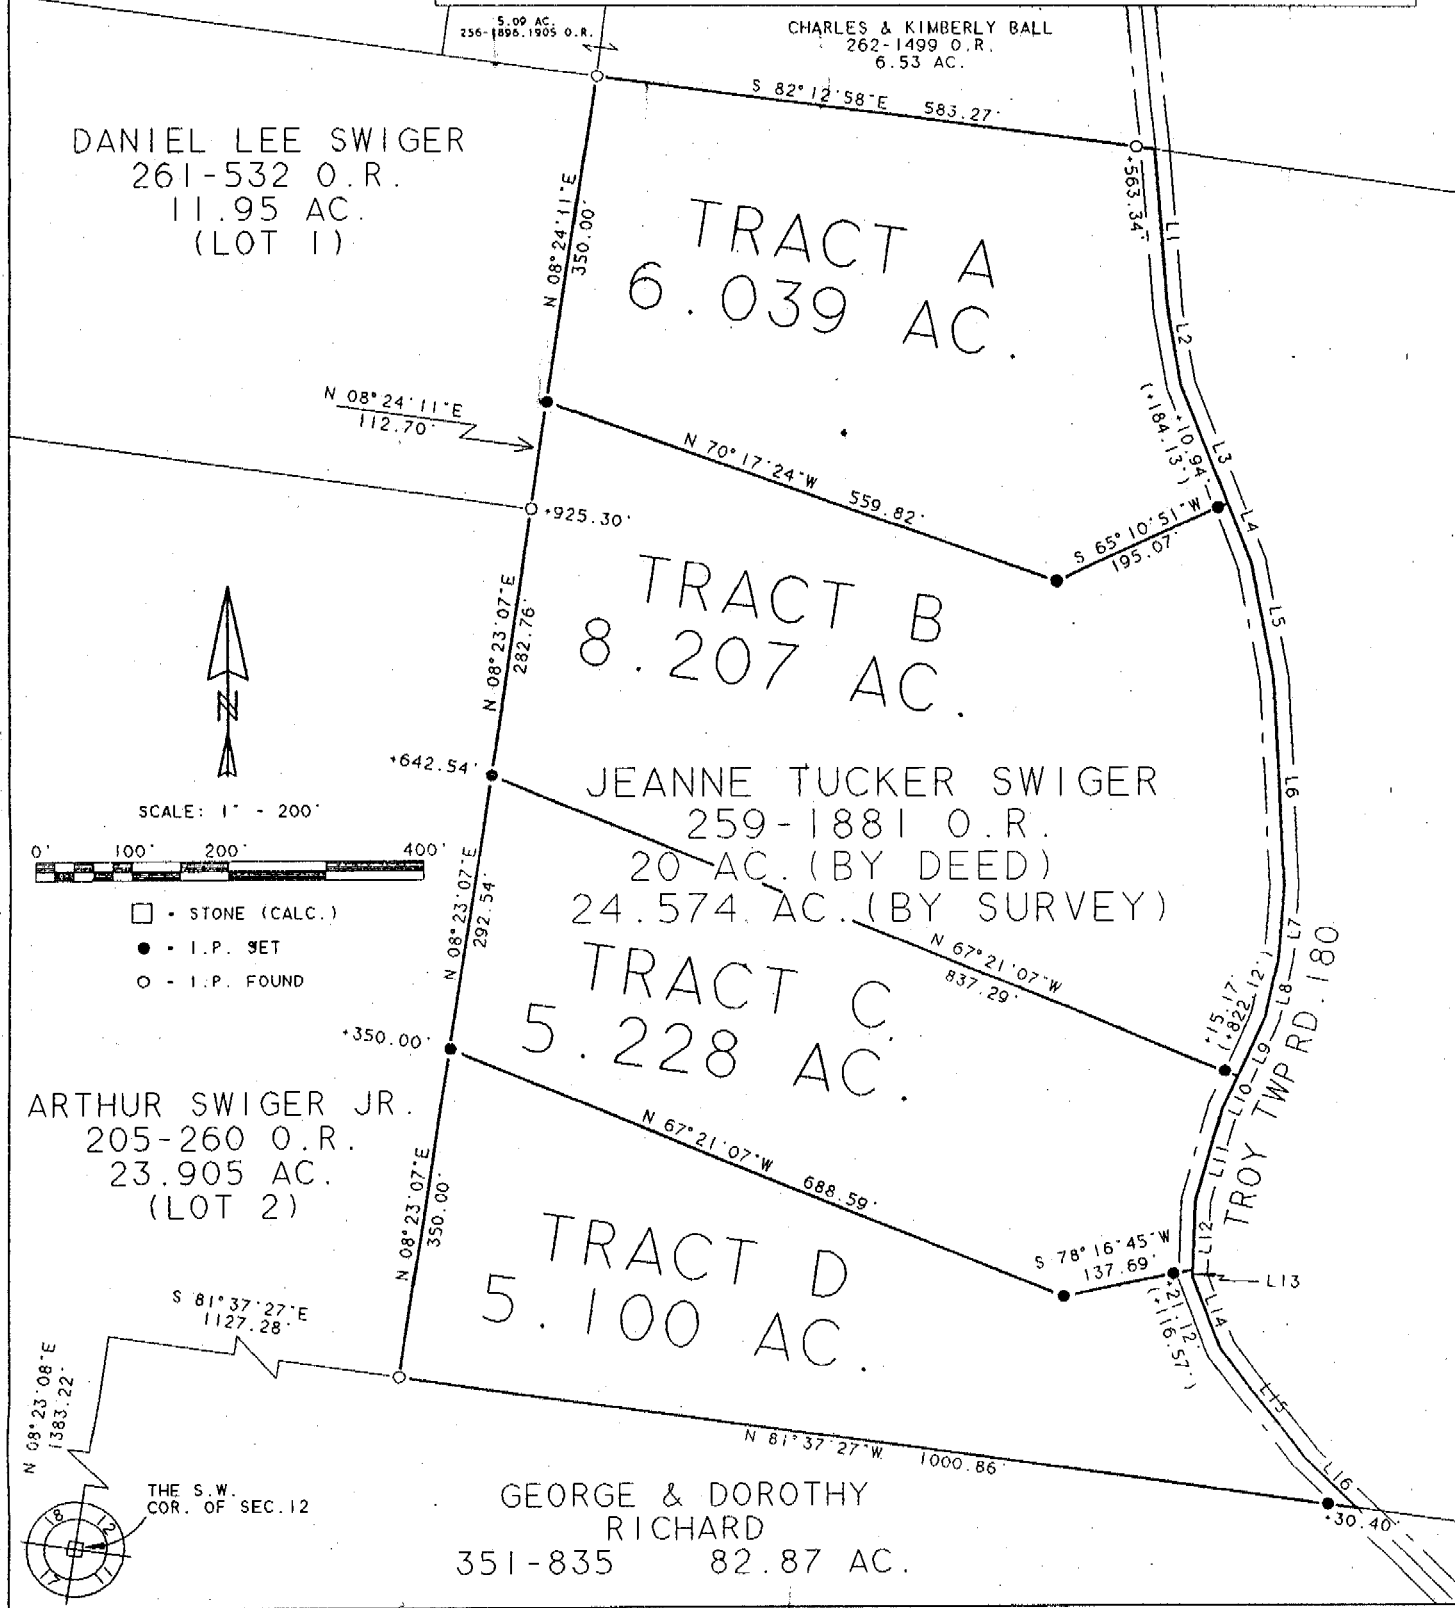 5.09 AC.
256-1896,1905 O.R.
CHARLES & KIMBERLY BALL
262-1499 O.R.
6.53 AC.
S 82°12'58"E 583.27'
DANIEL LEE SWIGER
261-532 O.R.
11.95 AC.
(LOT 1)
N 08°24'11"E
350.00'
TRACT A
6.039 AC.
+563.34'
L1
L2
L3
L4
+10.94'
(+184.13')
N 08°24'11"E
112.70'
N 70°17'24"W 559.82'
S 65°10'51"W
195.07'
+925.30'
TRACT B
8.207 AC.
L5
N 08°23'07"E
282.76'
N
+642.54'
JEANNE TUCKER SWIGER
259-1881 O.R.
20 AC. (BY DEED)
24.574 AC. (BY SURVEY)
L6
SCALE: 1" - 200'
0' 100' 200' 400'
□ - STONE (CALC.)
● - I.P. SET
○ - I.P. FOUND
N 08°23'07"E
292.54'
N 67°21'07"W
837.29'
L7
L8
L9
L10
L11
L12
+15.17'
(+822.12')
TROY TWP RD. 180
TRACT C
5.228 AC.
+350.00'
ARTHUR SWIGER JR.
205-260 O.R.
23.905 AC.
(LOT 2)
N 67°21'07"W 688.59'
N 08°23'07"E
350.00'
TRACT D
5.100 AC.
S 78°16'45"W
137.69'
L13
L14
+21.12'
(+116.57')
L15
L16
S 81°37'27"E
1127.28'
N 08°23'08"E
1383.22'
N 81°37'27"W 1000.86'
+30.40'
THE S.W.
COR. OF SEC.12
18 12
17 11
GEORGE & DOROTHY
RICHARD
351-835 82.87 AC.